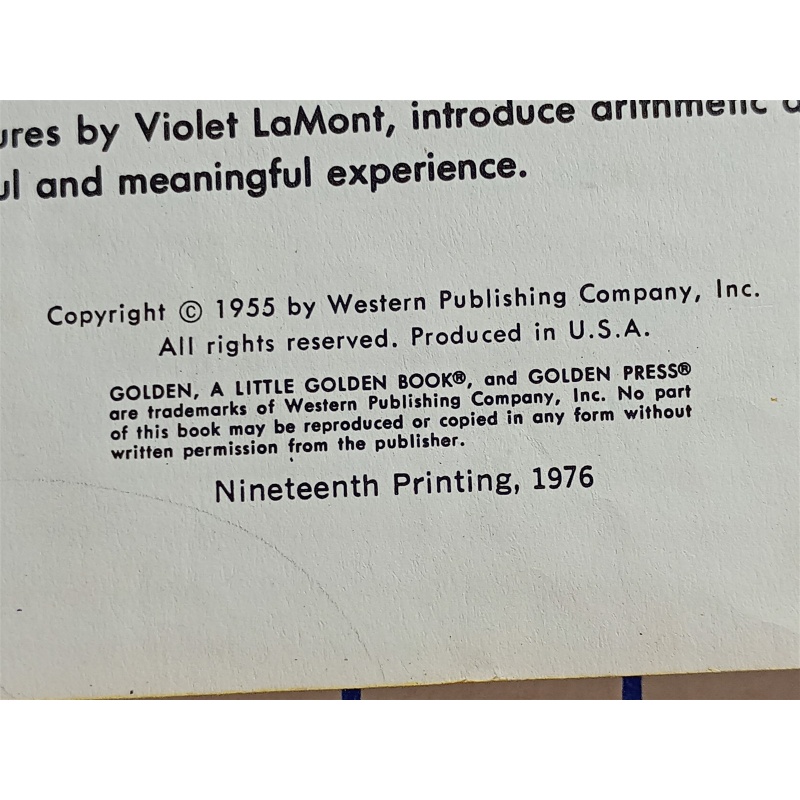 ures by Violet LaMont, introduce arithmetic a
ul and meaningful experience.
Copyright © 1955 by Western Publishing Company, Inc.
All rights reserved. Produced in U.S.A.
GOLDEN, A LITTLE GOLDEN BOOK®, and GOLDEN PRESS®
are trademarks of Western Publishing Company, Inc. No part
of this book may be reproduced or copied in any form without
written permission from the publisher.
Nineteenth Printing, 1976